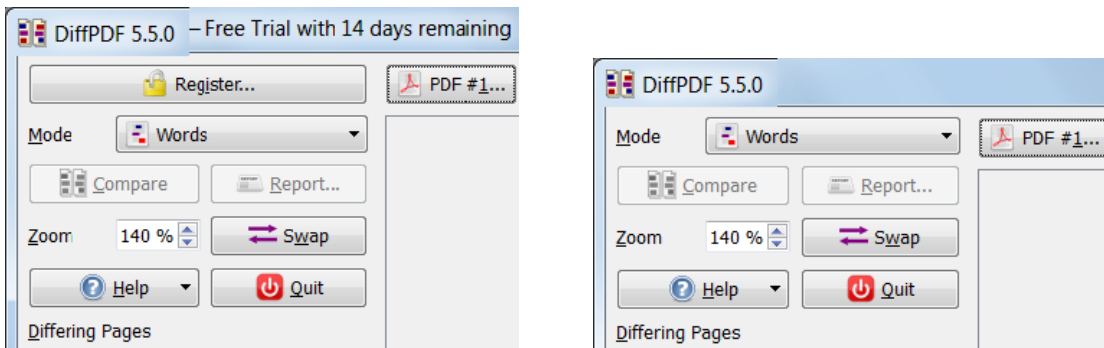 DiffPDF 5.5.0 – Free Trial with 14 days remaining
Register... PDF #1...
Mode Words
Compare Report...
Zoom 140 % Swap
Help Quit
Differing Pages
DiffPDF 5.5.0
Mode Words PDF #1...
Compare Report...
Zoom 140 % Swap
Help Quit
Differing Pages